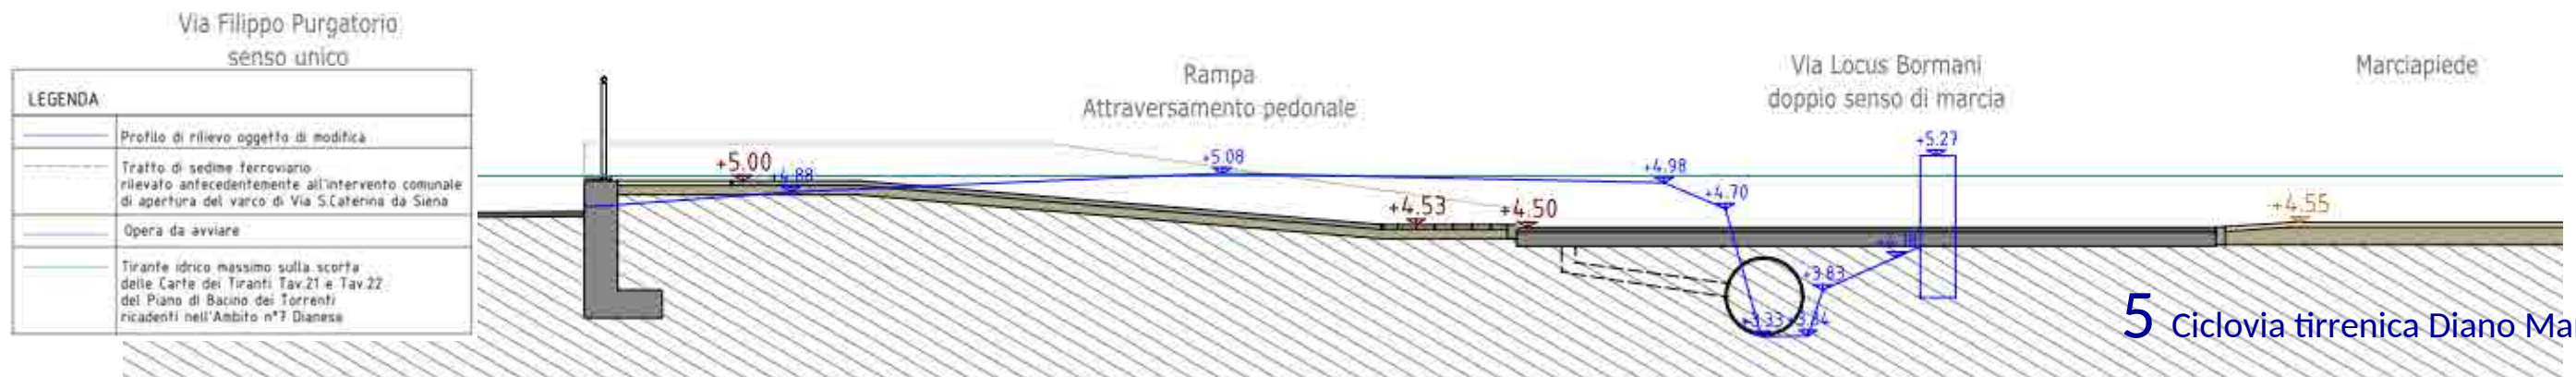 Via Filippo Purgatorio
senso unico
LEGENDA
Profilo di rilievo oggetto di modifica
Tratto di sedime ferroviario
rilevato antecedentemente all'intervento comunale
di apertura del varco di Via S.Caterina da Siena
Opera da avviare
Tirante idrico massimo sulla scorta
delle Carte dei Tiranti Tav.21 e Tav.22
del Piano di Bacino dei Torrenti
ricadenti nell'Ambito n°7 Dianese
+5.00
+4.88
Rampa
Attraversamento pedonale
+5.08
+4.53
+4.50
Via Locus Bormani
doppio senso di marcia
+4.98
+4.70
+5.27
+3.83
+3.33
Marciapiede
+4.55
5 Ciclovia tirrenica Diano Ma